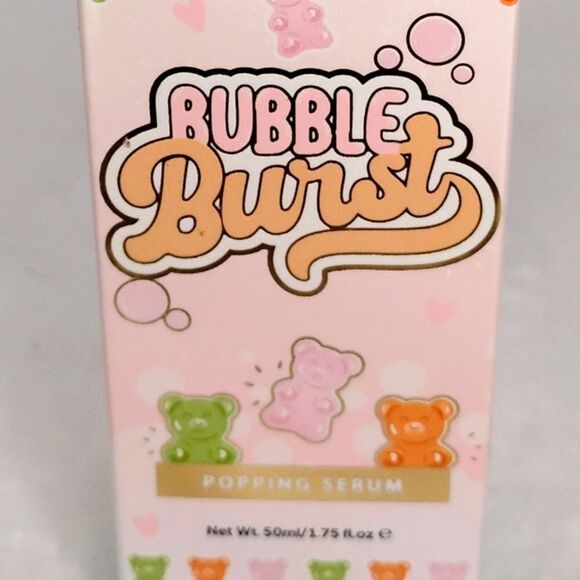 BUBBLE
Burst
POPPING SERUM
Net Wt. 50ml/1.75 fl.oz ℮